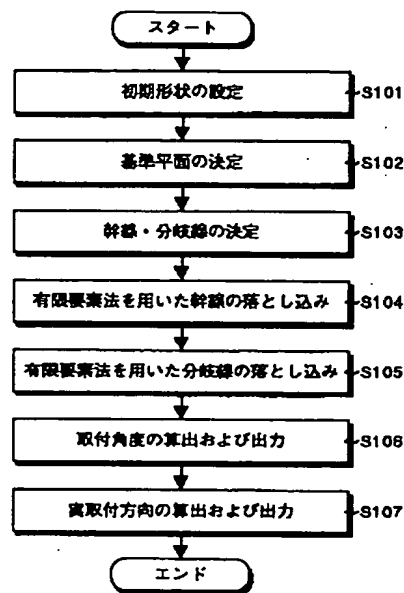 スタート
初期形状の設定 S101
基準平面の決定 S102
幹線・分岐線の決定 S103
有限要素法を用いた幹線の落とし込み S104
有限要素法を用いた分岐線の落とし込み S105
取付角度の算出および出力 S106
実取付方向の算出および出力 S107
エンド